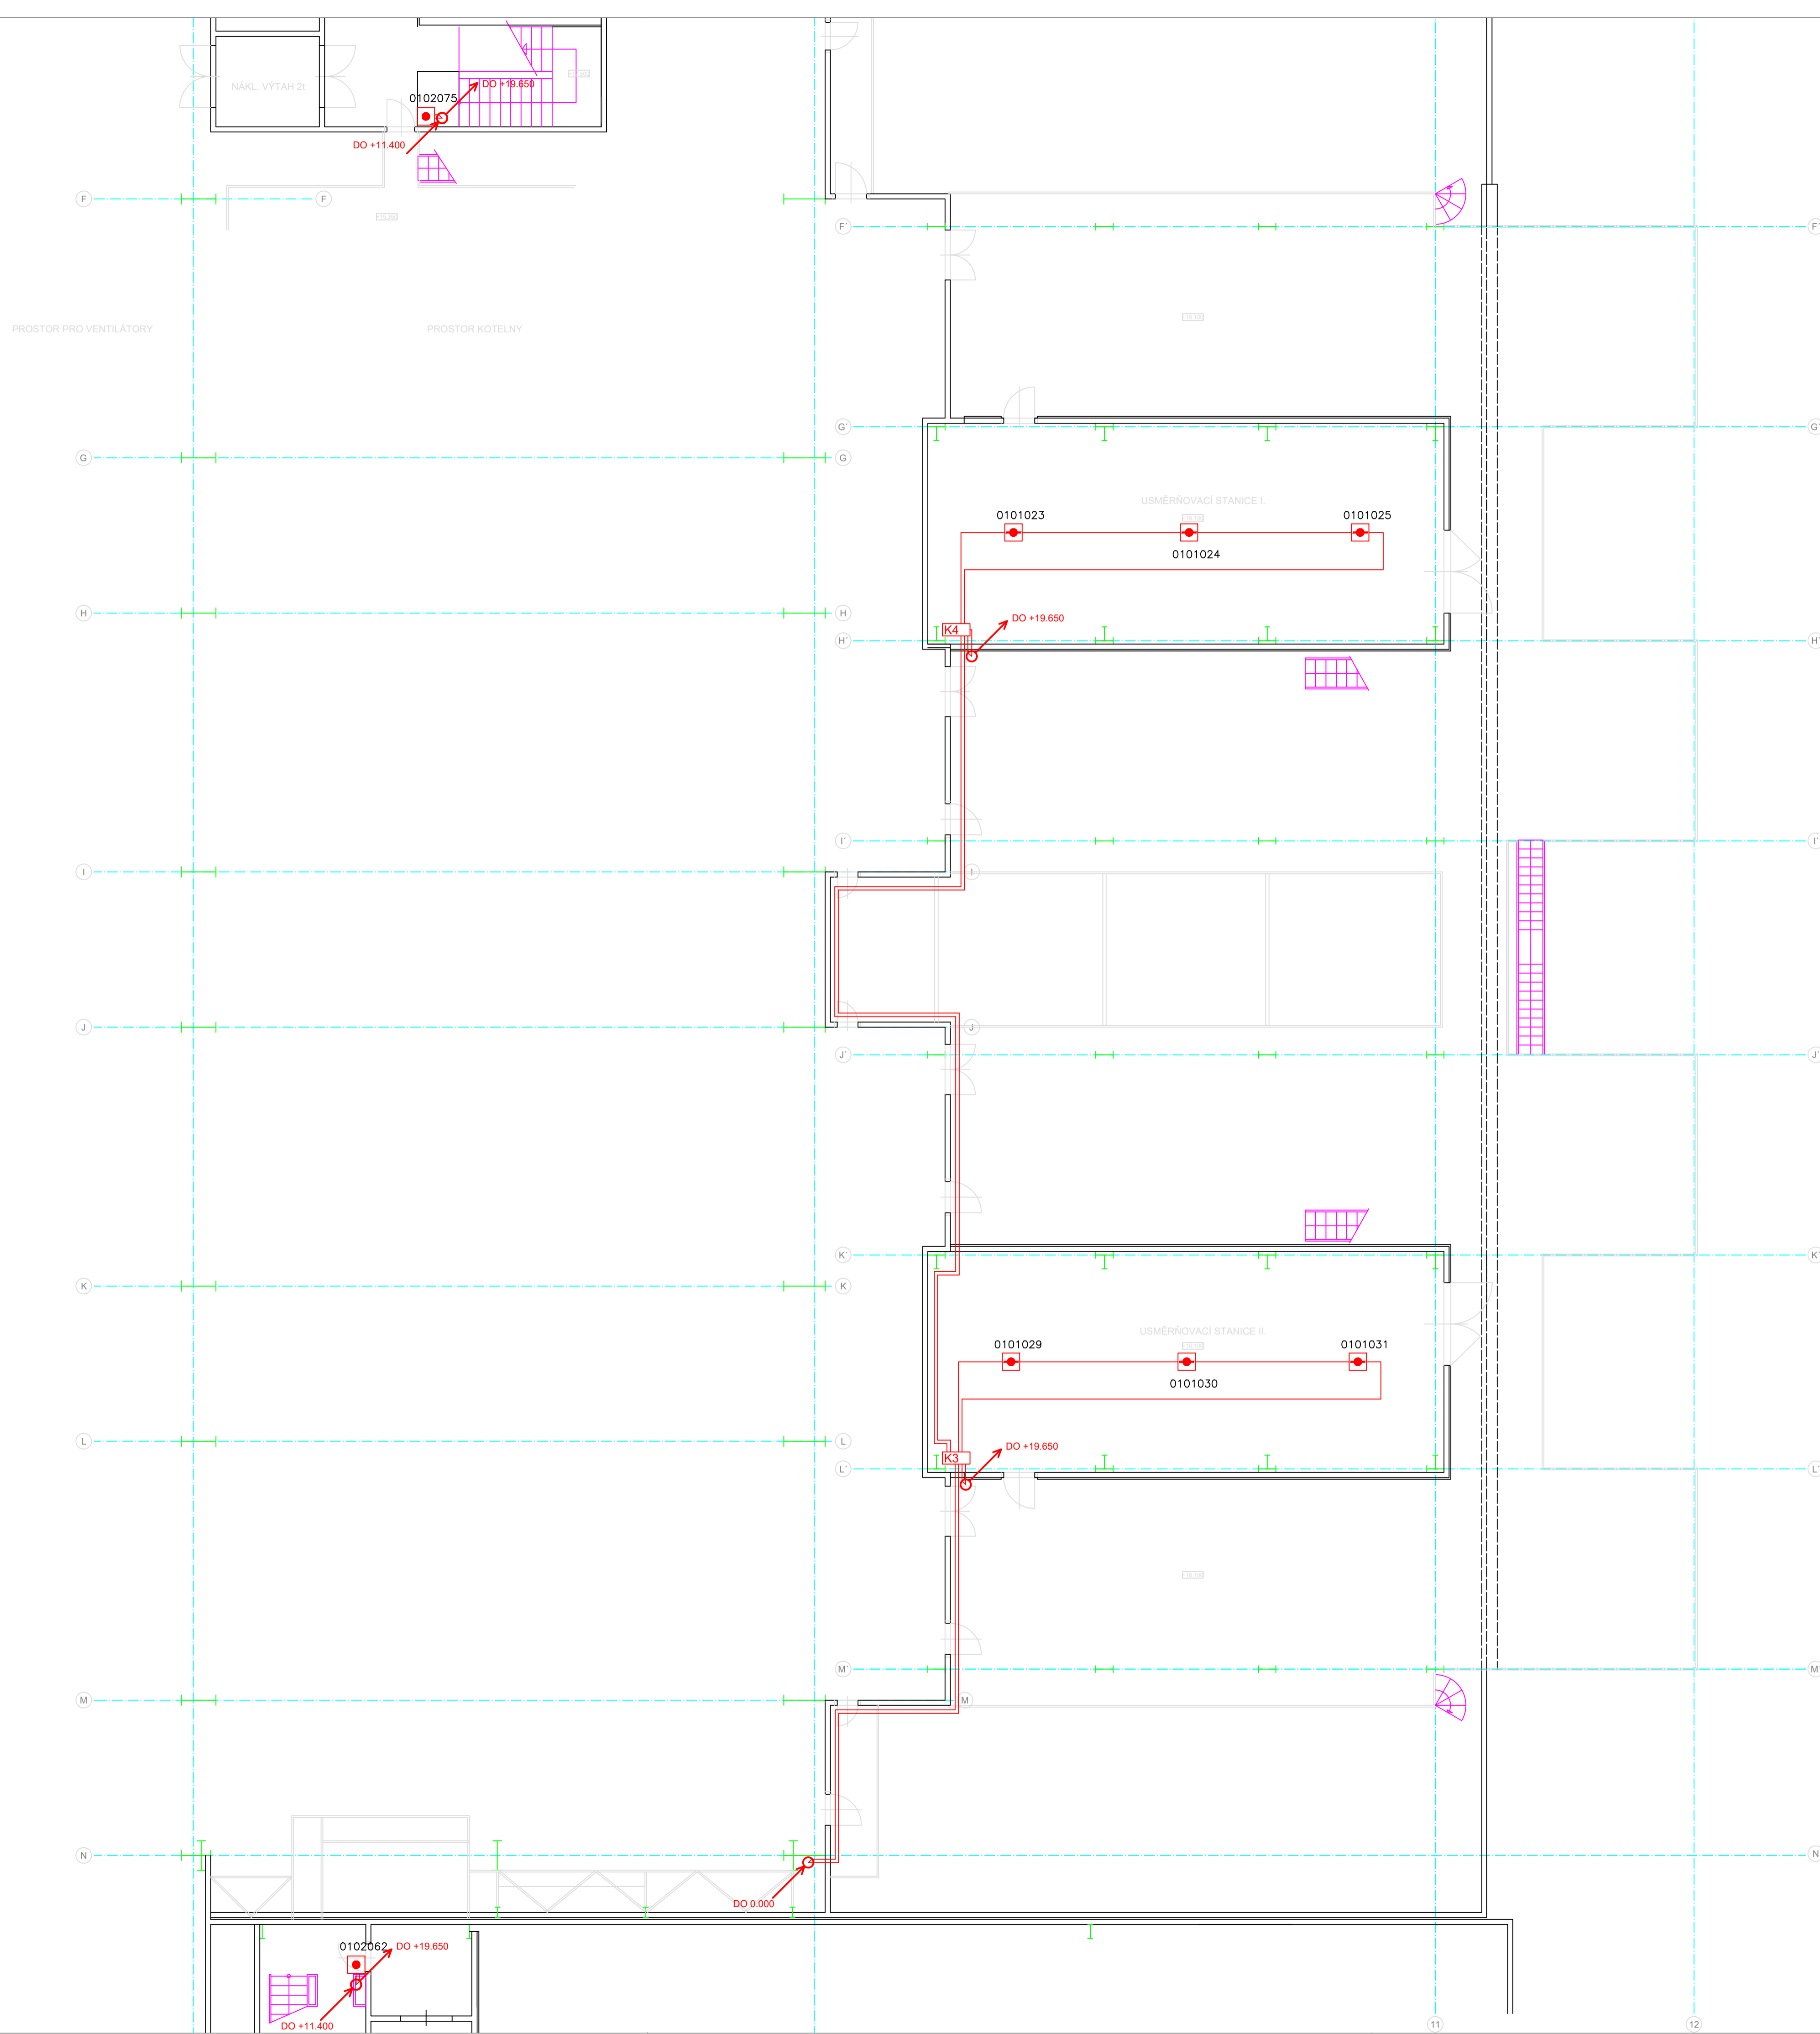 NÁKL. VÝTAH 2I
DO +19.650
0102075
DO +11.400
F
F
F´
F´
PROSTOR PRO VENTILÁTORY
PROSTOR KOTELNY
G´
G´
G
G
USMĚRŇOVACÍ STANICE I.
0101023
0101025
0101024
H
H
K4
DO +19.650
H´
H´
I´
I´
I
I
J
J
J´
J´
K´
K´
K
K
USMĚRŇOVACÍ STANICE II.
0101029
0101031
0101030
L
L
K3
DO +19.650
L´
L´
M´
M´
M
M
N
N
DO 0.000
0102062
DO +19.650
DO +11.400
11
12